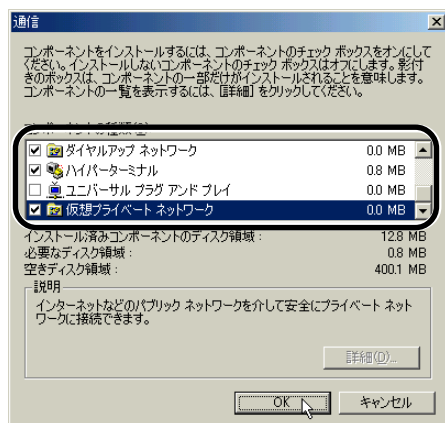 通信
コンポーネントをインストールするには、コンポーネントのチェック ボックスをオンにして
ください。インストールしないコンポーネントのチェック ボックスはオフにします。影付
きのボックスは、コンポーネントの一部だけがインストールされることを意味します。
コンポーネントの一覧を表示するには、[詳細] をクリックしてください。
ダイヤルアップ ネットワーク 0.0 MB
ハイパーターミナル 0.8 MB
ユニバーサル プラグ アンド プレイ 0.0 MB
仮想プライベート ネットワーク 0.0 MB
インストール済みコンポーネントのディスク領域 : 12.8 MB
必要なディスク領域 : 0.8 MB
空きディスク領域 : 400.1 MB
説明
インターネットなどのパブリック ネットワークを介して安全にプライベート ネット
ワークに接続できます。
詳細(D)...
OK キャンセル